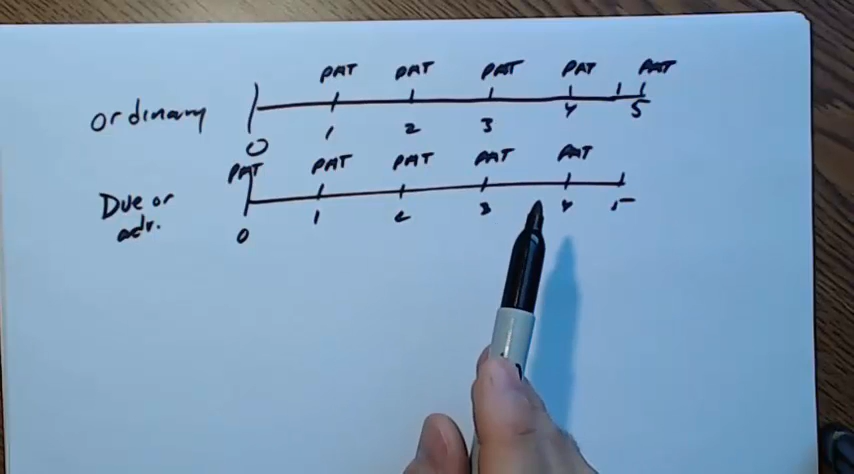 PMT PMT PMT PMT PMT
ordinary
0 1 2 3 4 5
PMT PMT PMT PMT PMT
Due or
adv.
0 1 2 3 4 5